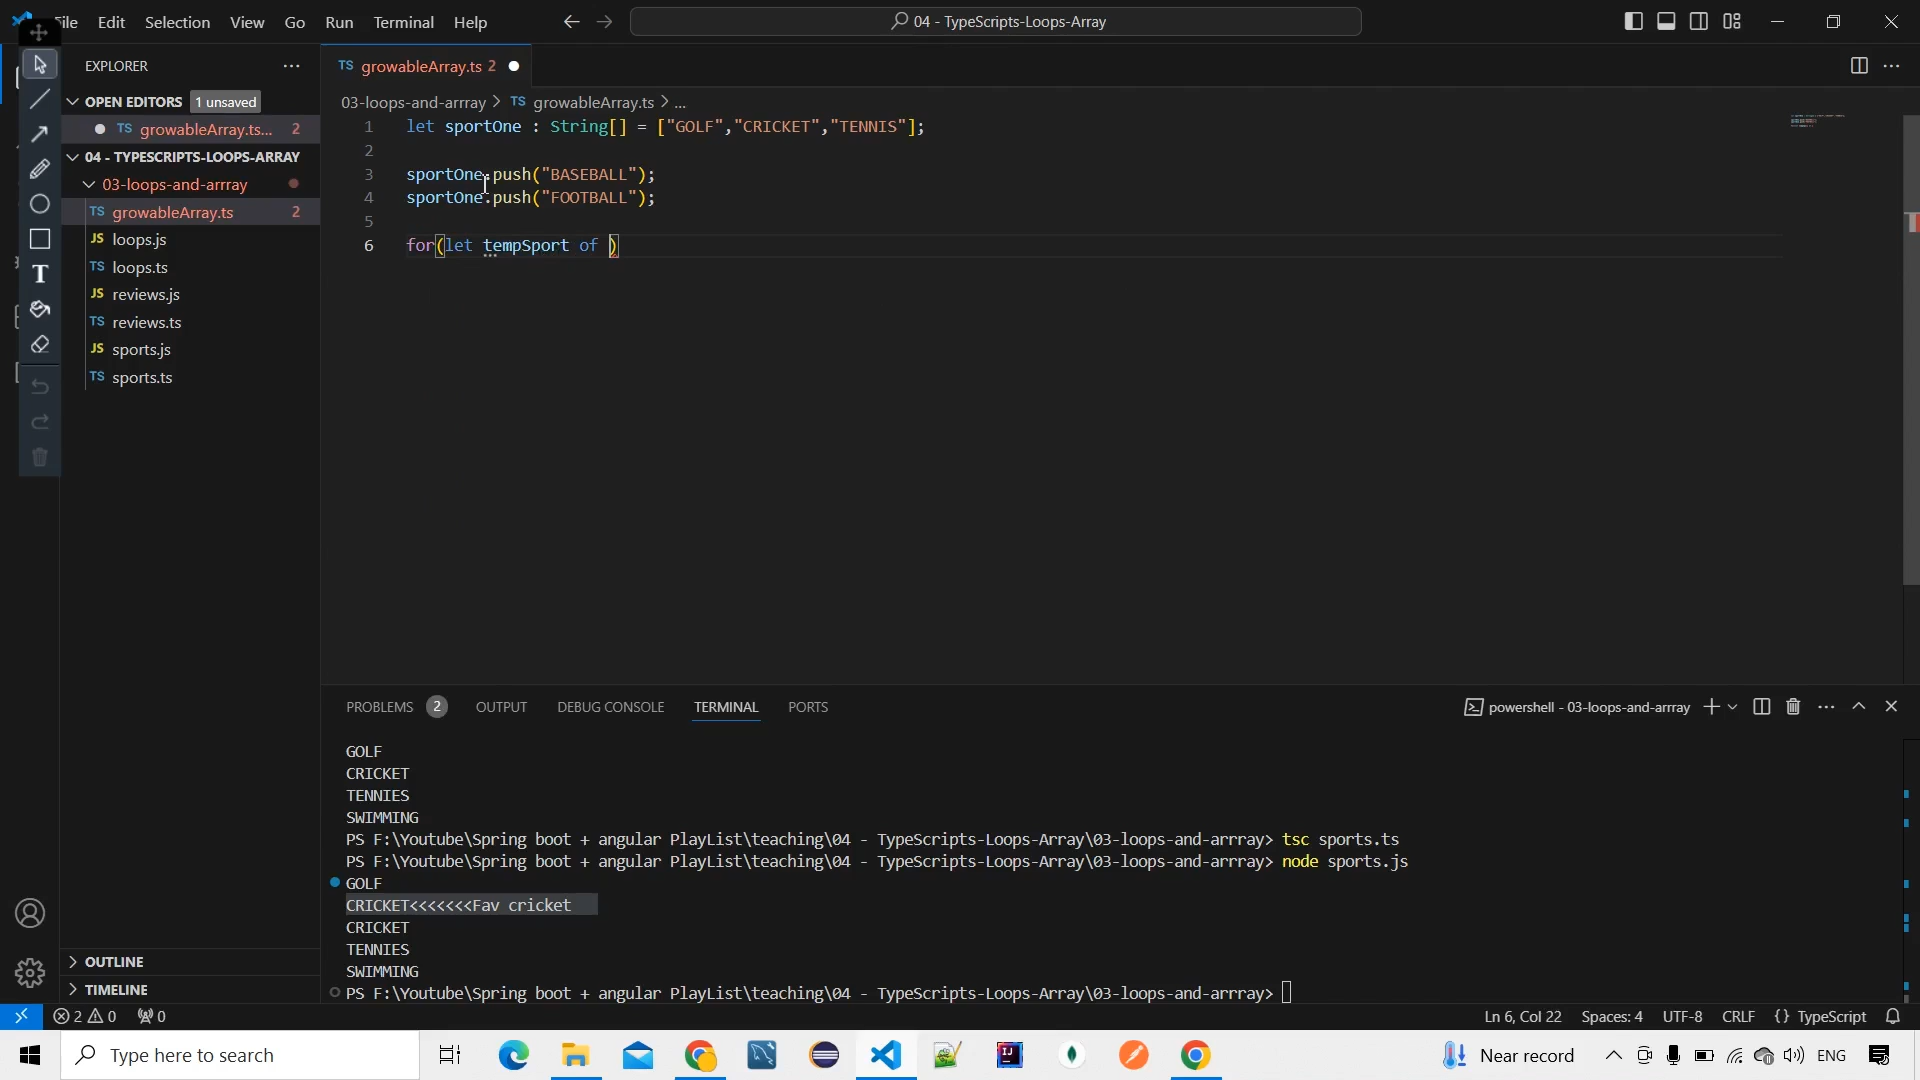 File Edit Selection View Go Run Terminal Help
04 - TypeScripts-Loops-Array
EXPLORER
OPEN EDITORS 1 unsaved
TS growableArray.ts... 2
04 - TYPESCRIPTS-LOOPS-ARRAY
03-loops-and-arrray
TS growableArray.ts 2
JS loops.js
TS loops.ts
JS reviews.js
TS reviews.ts
JS sports.js
TS sports.ts
OUTLINE
TIMELINE
T
TS growableArray.ts 2
03-loops-and-arrray > TS growableArray.ts > ...
1 let sportOne : String[] = ["GOLF","CRICKET","TENNIS"];
2
3 sportOne.push("BASEBALL");
4 sportOne.push("FOOTBALL");
5
6 for(let tempSport of )
PROBLEMS 2 OUTPUT DEBUG CONSOLE TERMINAL PORTS
powershell - 03-loops-and-arrray
GOLF
CRICKET
TENNIES
SWIMMING
PS F:\Youtube\Spring boot + angular PlayList\teaching\04 - TypeScripts-Loops-Array\03-loops-and-arrray> tsc sports.ts
PS F:\Youtube\Spring boot + angular PlayList\teaching\04 - TypeScripts-Loops-Array\03-loops-and-arrray> node sports.js
GOLF
CRICKET<<<<<<<Fav cricket
CRICKET
TENNIES
SWIMMING
PS F:\Youtube\Spring boot + angular PlayList\teaching\04 - TypeScripts-Loops-Array\03-loops-and-arrray>
2 0 0
Ln 6, Col 22 Spaces: 4 UTF-8 CRLF {} TypeScript
Type here to search
Near record
ENG